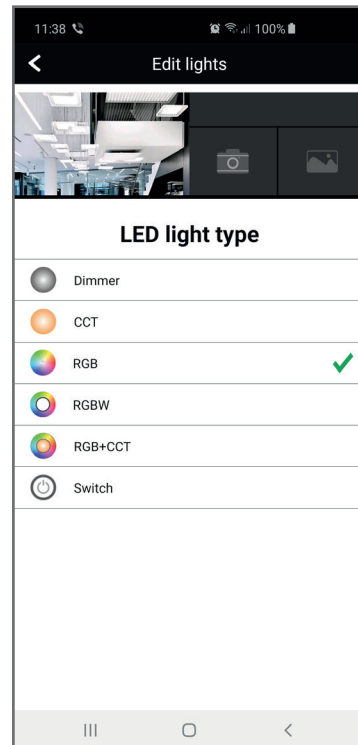 11:38 100%
Edit lights
LED light type
Dimmer
CCT
RGB
RGBW
RGB+CCT
Switch